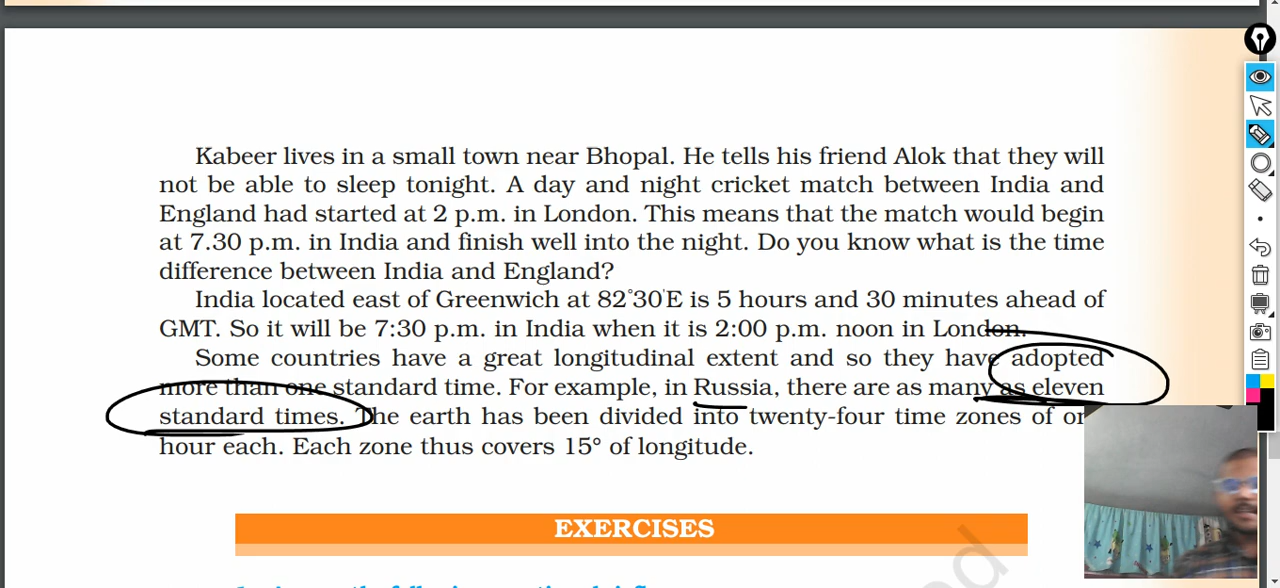 Kabeer lives in a small town near Bhopal. He tells his friend Alok that they will
not be able to sleep tonight. A day and night cricket match between India and
England had started at 2 p.m. in London. This means that the match would begin
at 7.30 p.m. in India and finish well into the night. Do you know what is the time
difference between India and England?
India located east of Greenwich at 82°30'E is 5 hours and 30 minutes ahead of
GMT. So it will be 7:30 p.m. in India when it is 2:00 p.m. noon in London.
Some countries have a great longitudinal extent and so they have adopted
more than one standard time. For example, in Russia, there are as many as eleven
standard times. The earth has been divided into twenty-four time zones of
hour each. Each zone thus covers 15° of longitude.
EXERCISES